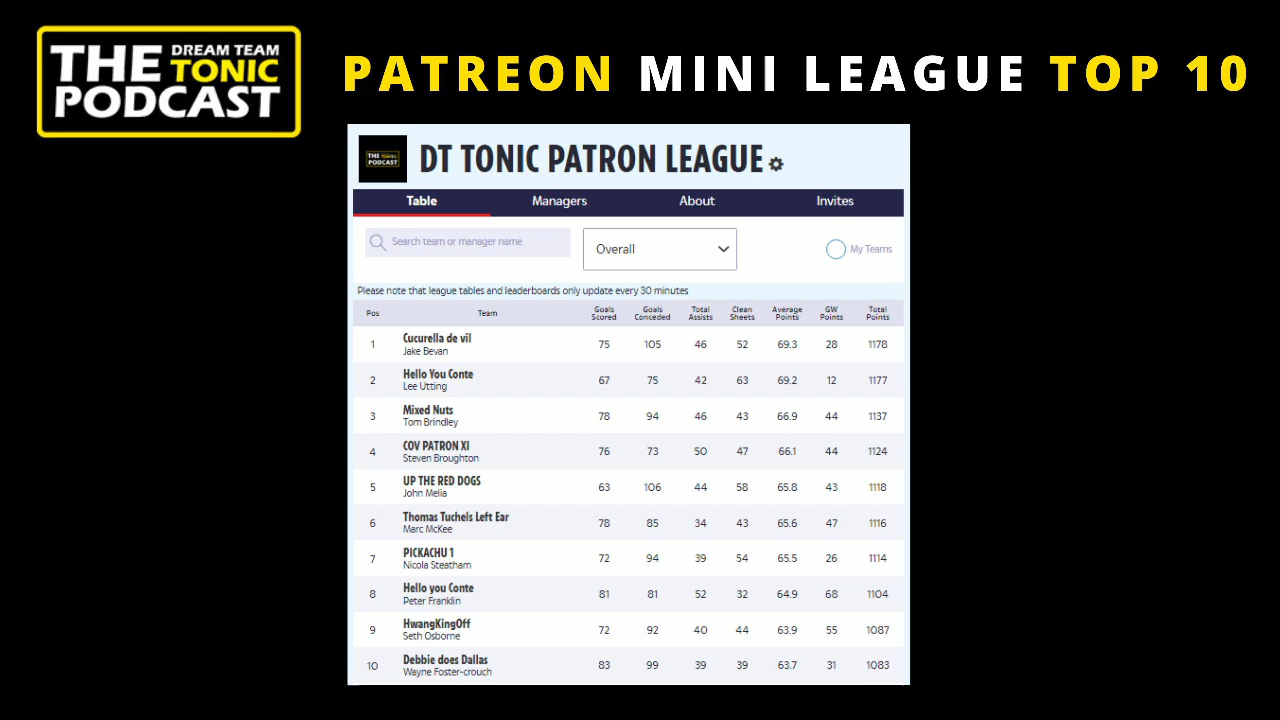 THE DREAM TEAM
TONIC
PODCAST
PATREON MINI LEAGUE TOP 10
THE TONIC
PODCAST
DT TONIC PATRON LEAGUE
Table Managers About Invites
Search team or manager name Overall My Teams
Please note that league tables and leaderboards only update every 30 minutes
Pos Team Goals Scored Goals Conceded Total Assists Clean Sheets Average Points GW Points Total Points
1 Cucurella de vil 75 105 46 52 69.3 28 1178
Jake Bevan
2 Hello You Conte 67 75 42 63 69.2 12 1177
Lee Utting
3 Mixed Nuts 78 94 46 43 66.9 44 1137
Tom Brindley
4 COV PATRON XI 76 73 50 47 66.1 44 1124
Steven Broughton
5 UP THE RED DOGS 63 106 44 58 65.8 43 1118
John Melia
6 Thomas Tuchels Left Ear 78 85 34 43 65.6 47 1116
Marc McKee
7 PICKACHU 1 72 94 39 54 65.5 26 1114
Nicola Steatham
8 Hello you Conte 81 81 52 32 64.9 68 1104
Peter Franklin
9 HwangKingOff 72 92 40 44 63.9 55 1087
Seth Osborne
10 Debbie does Dallas 83 99 39 39 63.7 31 1083
Wayne Foster-crouch